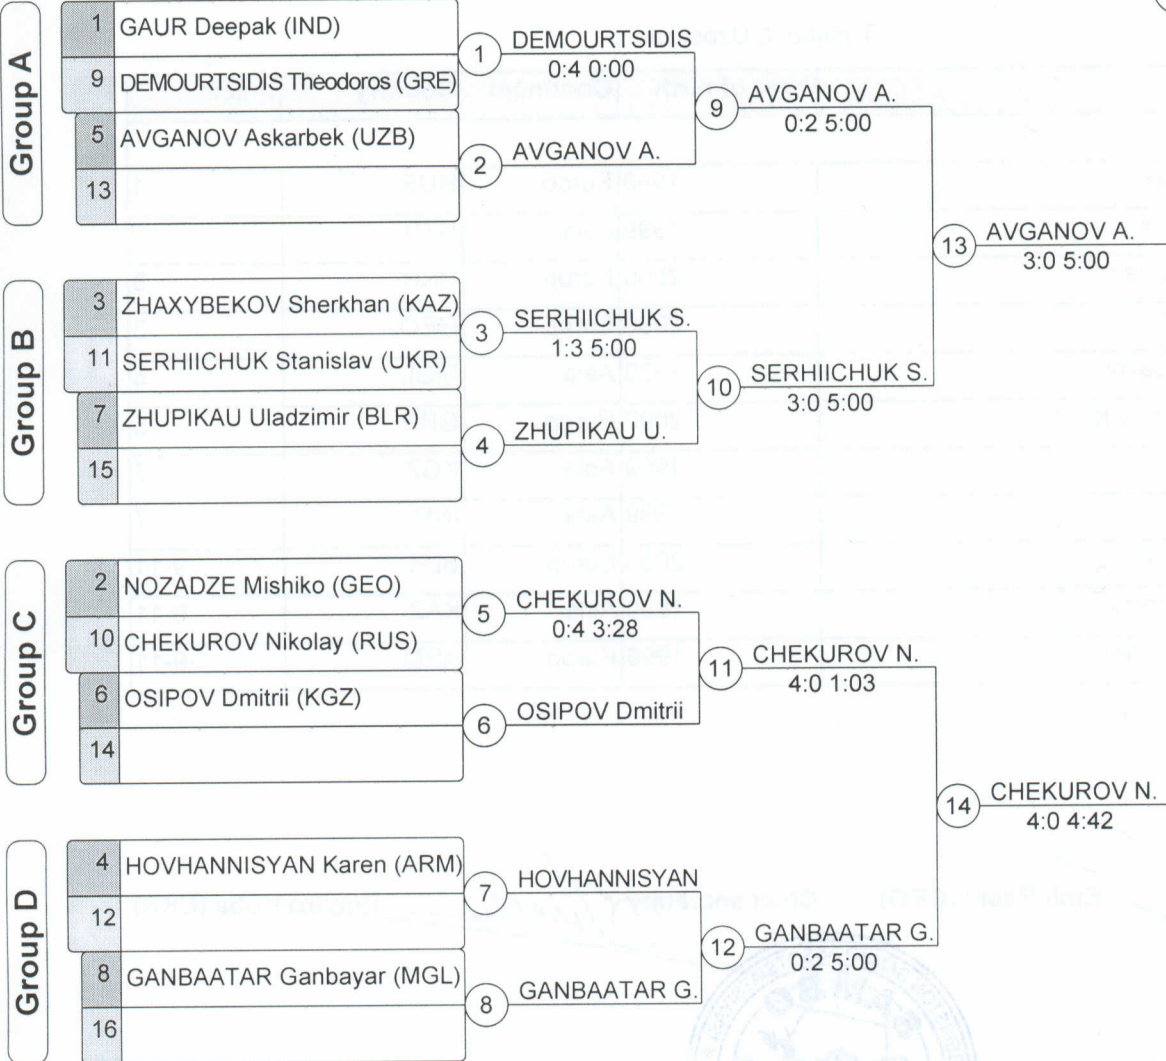 Group A
1 GAUR Deepak (IND)
9 DEMOURTSIDIS Theodoros (GRE)
5 AVGANOV Askarbek (UZB)
13
1 DEMOURTSIDIS
0:4 0:00
2 AVGANOV A.
9 AVGANOV A.
0:2 5:00
Group B
3 ZHAXYBEKOV Sherkhan (KAZ)
11 SERHIICHUK Stanislav (UKR)
7 ZHUPIKAU Uladzimir (BLR)
15
3 SERHIICHUK S.
1:3 5:00
4 ZHUPIKAU U.
10 SERHIICHUK S.
3:0 5:00
13 AVGANOV A.
3:0 5:00
Group C
2 NOZADZE Mishiko (GEO)
10 CHEKUROV Nikolay (RUS)
6 OSIPOV Dmitrii (KGZ)
14
5 CHEKUROV N.
0:4 3:28
6 OSIPOV Dmitrii
11 CHEKUROV N.
4:0 1:03
Group D
4 HOVHANNISYAN Karen (ARM)
12
8 GANBAATAR Ganbayar (MGL)
16
7 HOVHANNISYAN
8 GANBAATAR G.
12 GANBAATAR G.
0:2 5:00
14 CHEKUROV N.
4:0 4:42